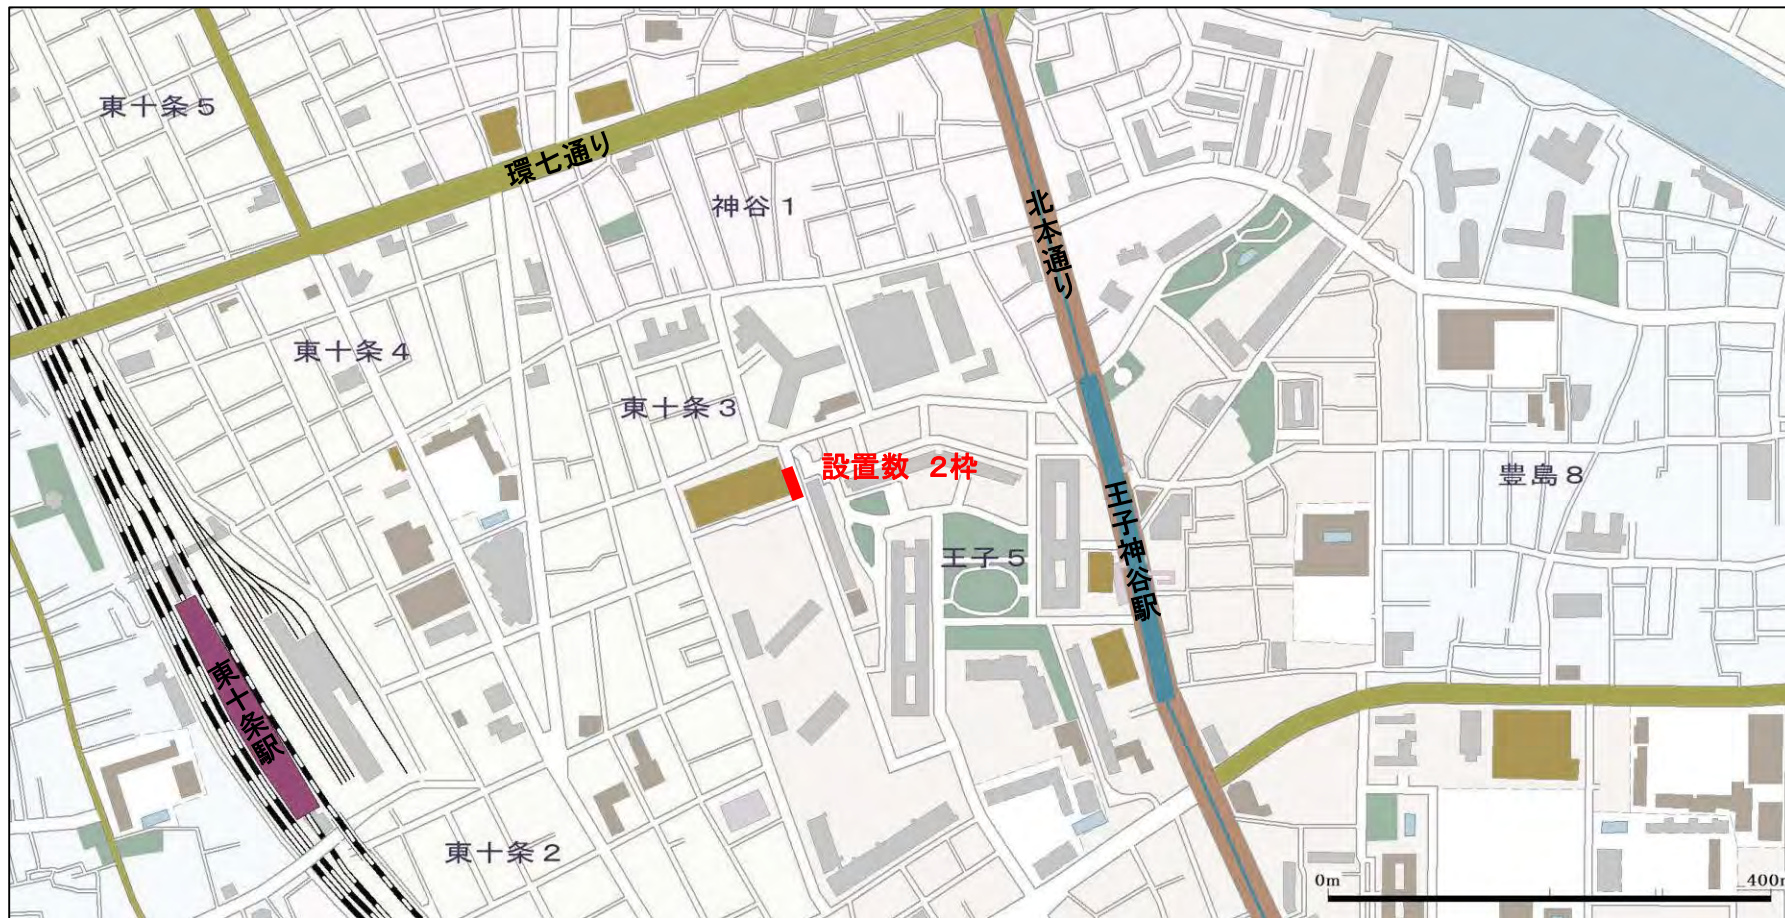 東十条5
環七通り
神谷1
北本通り
東十条4
東十条3
設置数 2枠
豊島8
王子神谷駅
王子5
東十条駅
東十条2
0m
400m